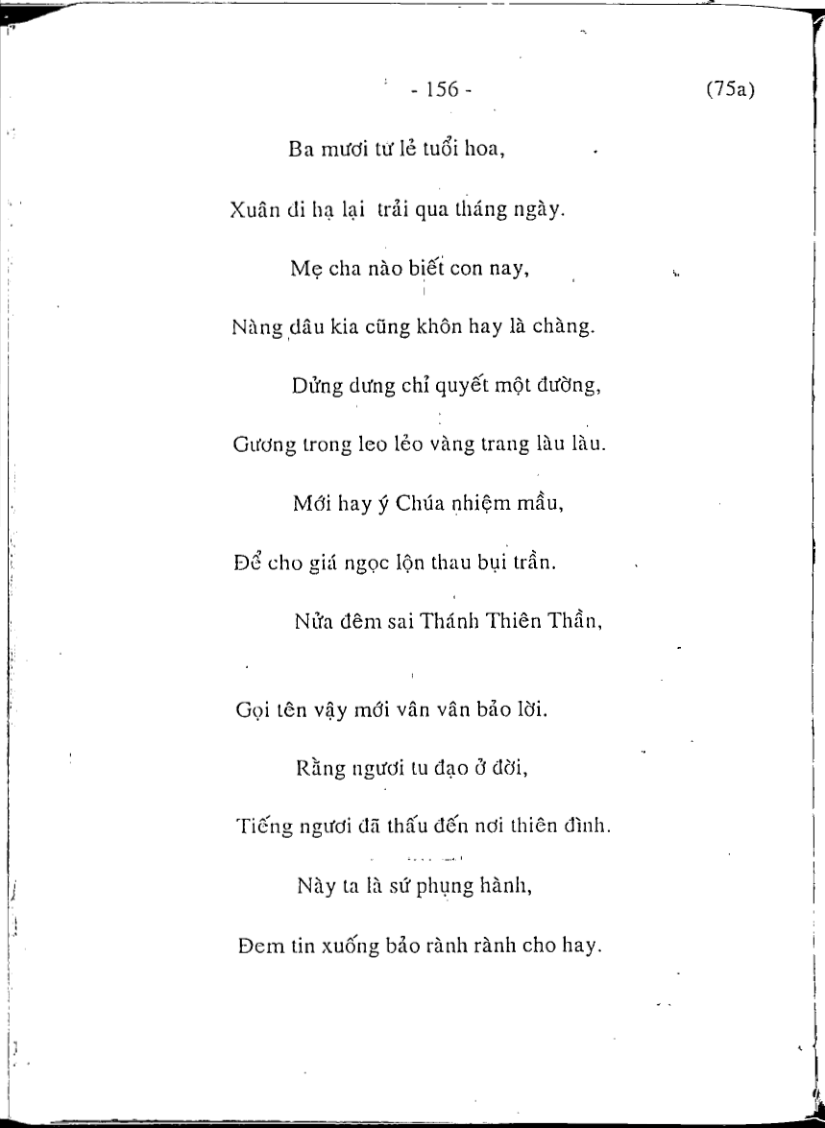 - 156 - (75a)
Ba mươi tư lẻ tuổi hoa,
Xuân đi hạ lại trải qua tháng ngày.
Mẹ cha nào biết con nay,
Nàng dâu kia cũng khôn hay là chàng.
Dửng dưng chỉ quyết một đường,
Gương trong leo lẻo vàng trang làu làu.
Mới hay ý Chúa nhiệm mầu,
Để cho giá ngọc lộn thau bụi trần.
Nửa đêm sai Thánh Thiên Thần,
Gọi tên vậy mới vân vân bảo lời.
Rằng ngươi tu đạo ở đời,
Tiếng ngươi đã thấu đến nơi thiên đình.
Này ta là sứ phụng hành,
Đem tin xuống bảo rành rành cho hay.